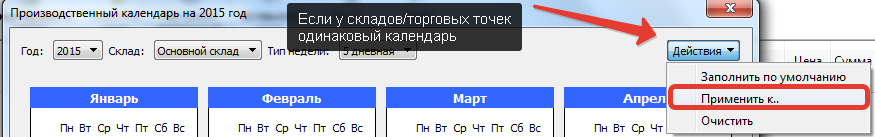 Производственный календарь на 2015 год
Если у складов/торговых точек
одинаковый календарь
Год: 2015 Склад: Основной склад Тип недели: 5 дневная Действия
Цена Сумма
Заполнить по умолчанию
Применить к..
Очистить
Январь Февраль Март Апрел
Пн Вт Ср Чт Пт Сб Вс Пн Вт Ср Чт Пт Сб Вс Пн Вт Ср Чт Пт Сб Вс Пн Вт Ср Чт